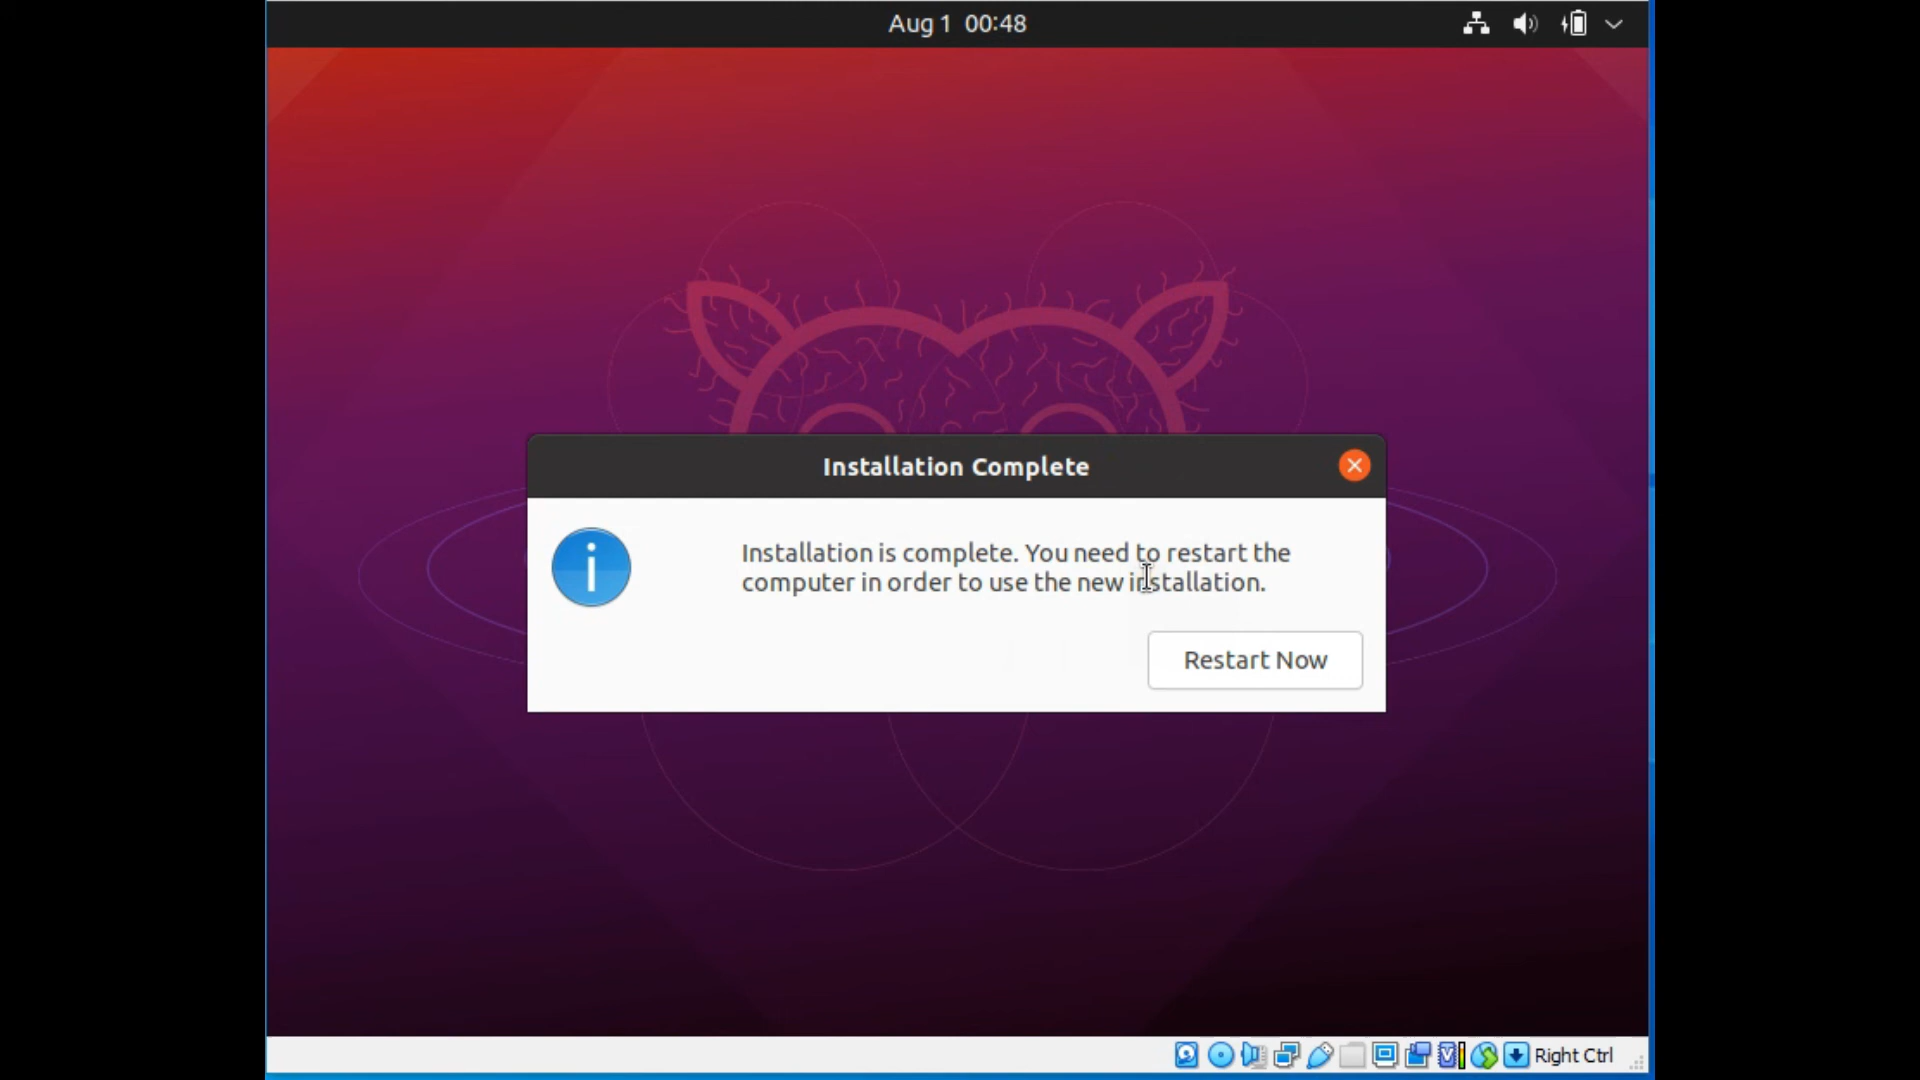 Aug 1 00:48
Installation Complete
Installation is complete. You need to restart the
computer in order to use the new installation.
Restart Now
Right Ctrl